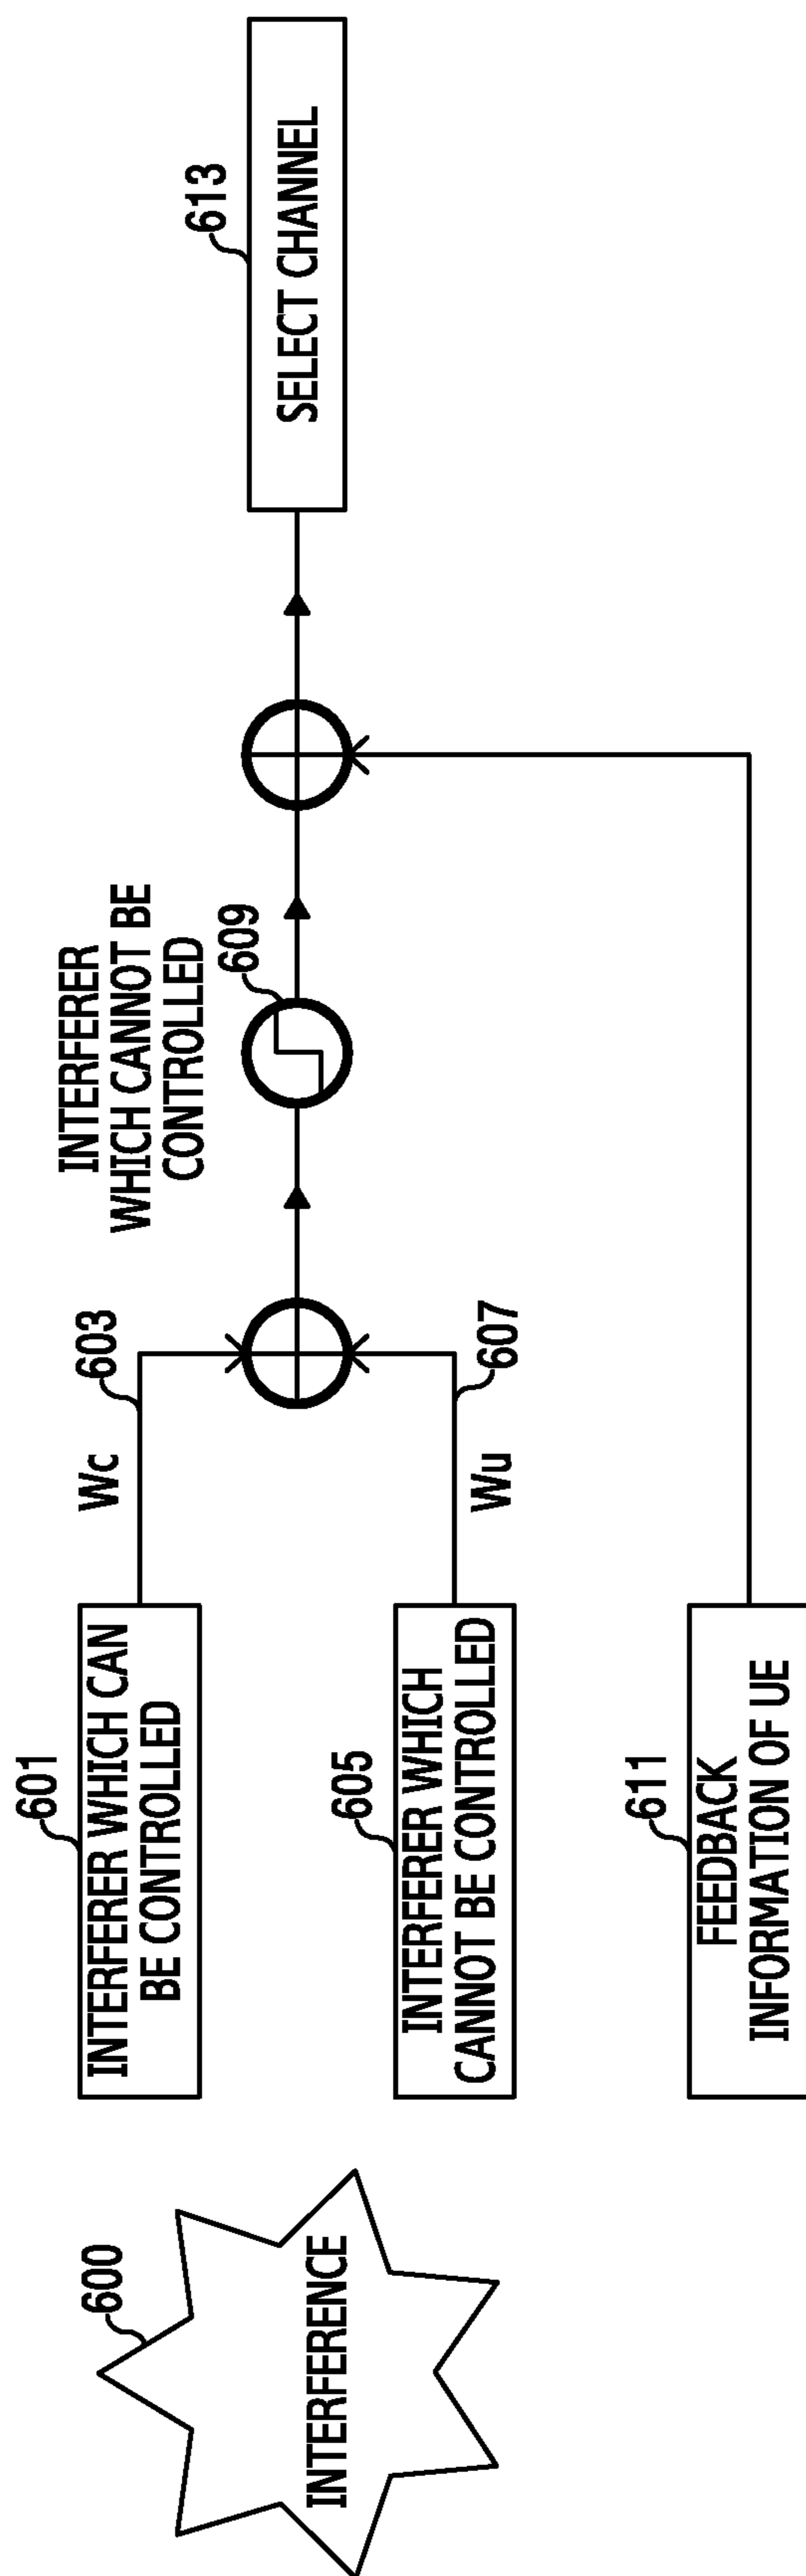 600
INTERFERENCE
601
INTERFERER WHICH CAN
BE CONTROLLED
Wc
603
605
INTERFERER WHICH
CANNOT BE CONTROLLED
Wu
607
INTERFERER
WHICH CANNOT BE
CONTROLLED
609
611
FEEDBACK
INFORMATION OF UE
613
SELECT CHANNEL